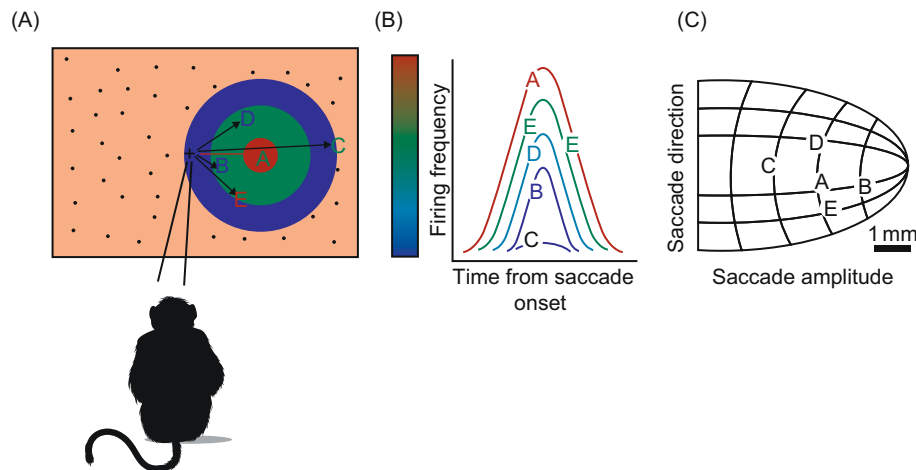 (A)
(B)
(C)
D
+
C
B
A
E
Firing frequency
A
E
E
D
B
C
Time from saccade
onset
Saccade direction
D
C
A
B
E
1 mm
Saccade amplitude